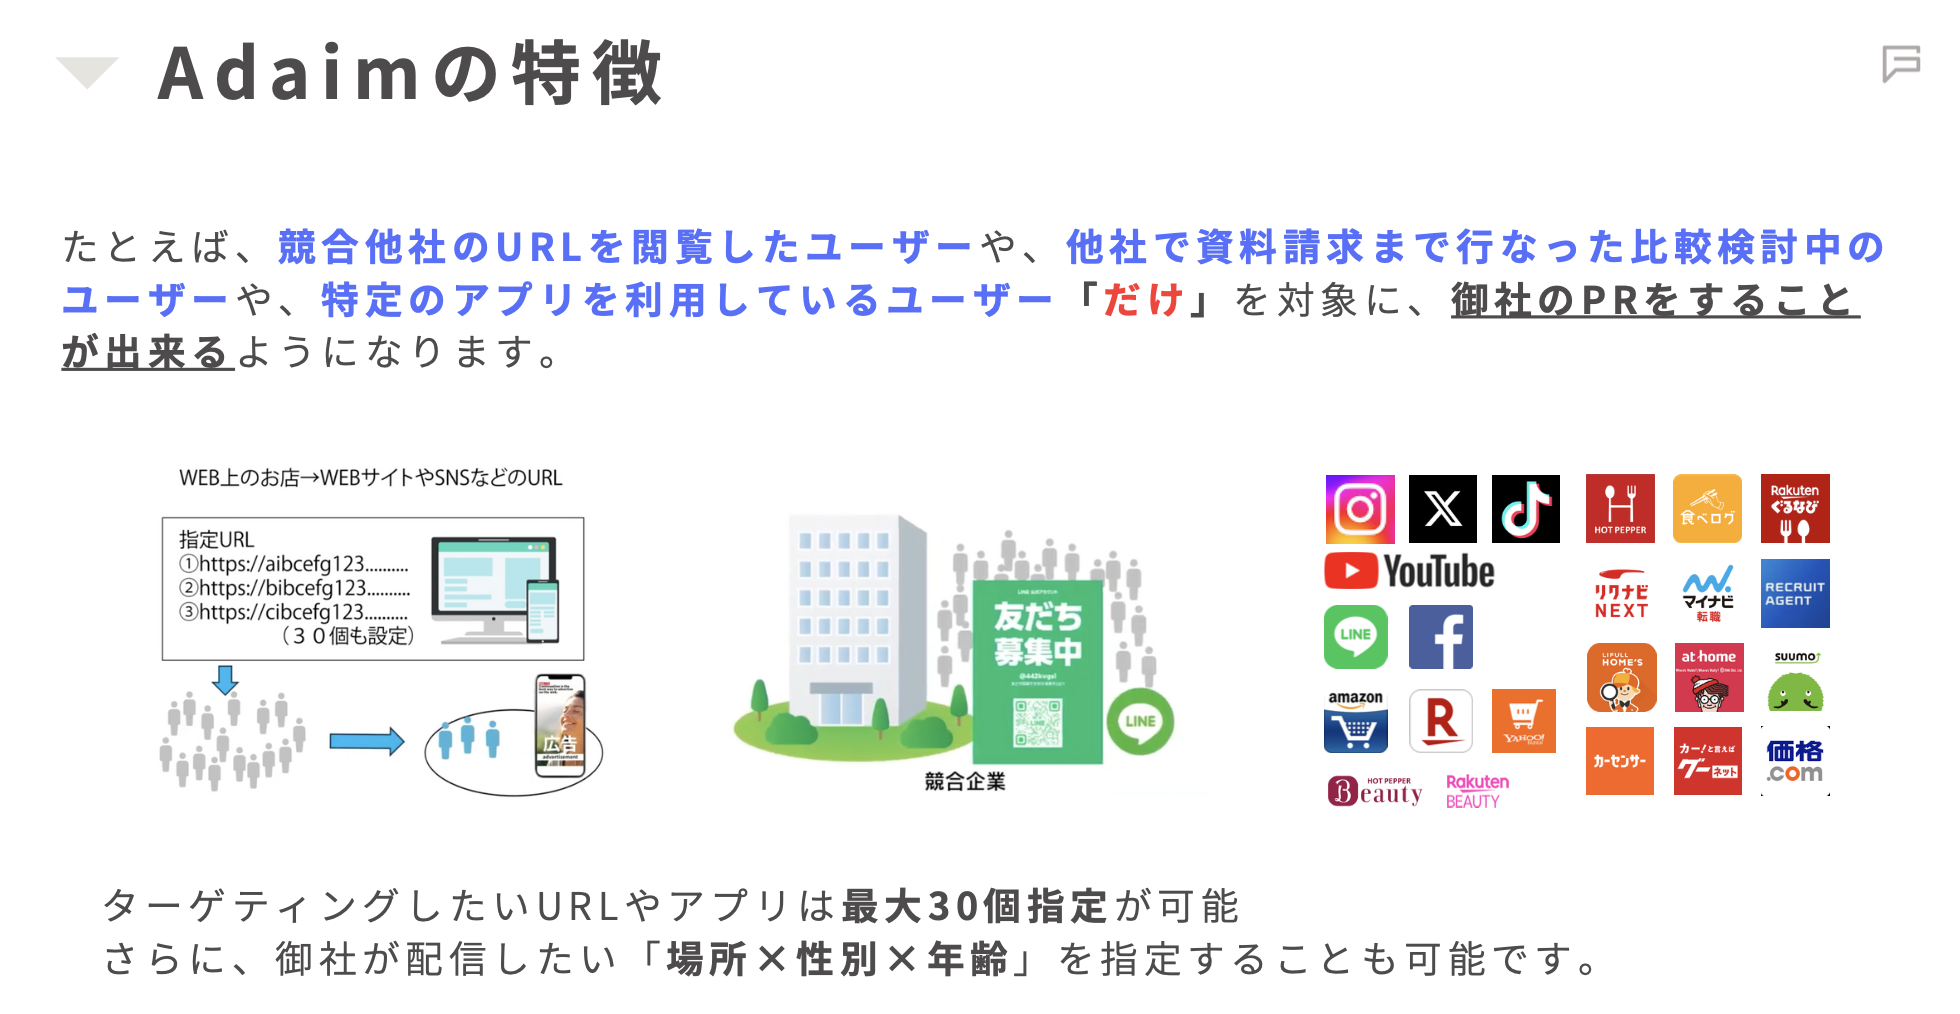 Adaimの特徴
たとえば、競合他社のURLを閲覧したユーザーや、他社で資料請求まで行なった比較検討中の
ユーザーや、特定のアプリを利用しているユーザー「だけ」を対象に、御社のPRをすること
が出来るようになります。
WEB上のお店→WEBサイトやSNSなどのURL
指定URL
①https://aibcefg123.........
②https://bibcefg123..........
③https://cibcefg123..........
（３０個も設定）
広告
advertisement
友だち
募集中
@442kvgsl
LINE
競合企業
YouTube
LINE
amazon
R
YAHOO!
JAPAN
HOT PEPPER
Beauty
Rakuten
BEAUTY
HOT PEPPER
食べログ
Rakuten
ぐるなび
リクナビ
NEXT
マイナビ
転職
RECRUIT
AGENT
LIFULL
HOME'S
at home
suumo
カーセンサー
カー!と言えば
グーネット
価格
.com
ターゲティングしたいURLやアプリは最大30個指定が可能
さらに、御社が配信したい「場所×性別×年齢」を指定することも可能です。